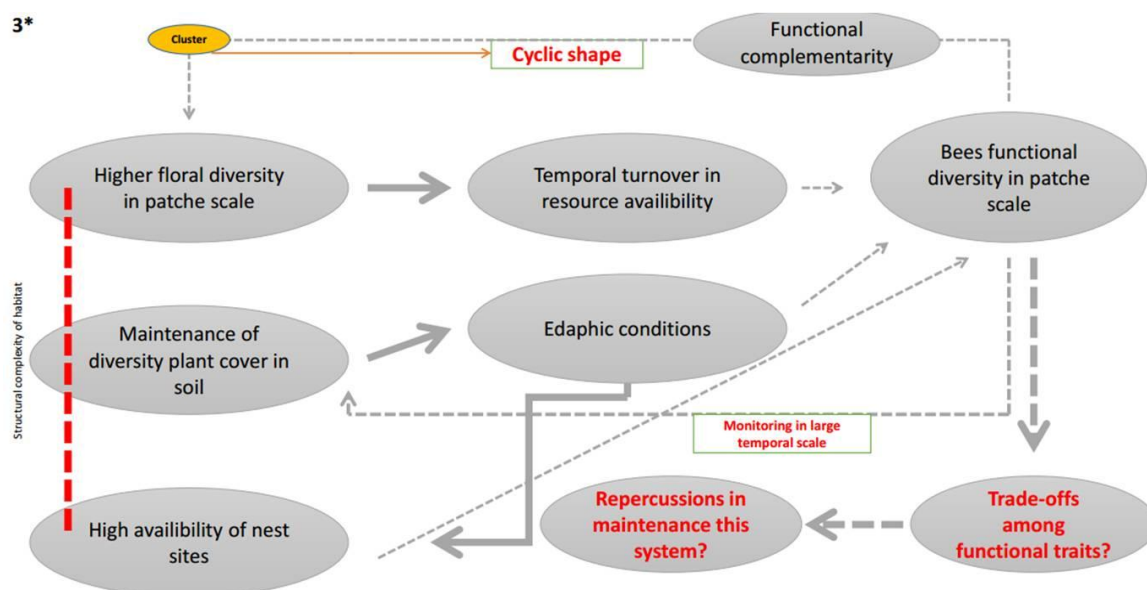 3*
Cluster
Cyclic shape
Functional
complementarity
Higher floral diversity
in patche scale
Temporal turnover in
resource availibility
Bees functional
diversity in patche
scale
Structural complexity of habitat
Maintenance of
diversity plant cover in
soil
Edaphic conditions
Monitoring in large
temporal scale
High availibility of nest
sites
Repercussions in
maintenance this
system?
Trade-offs
among
functional traits?